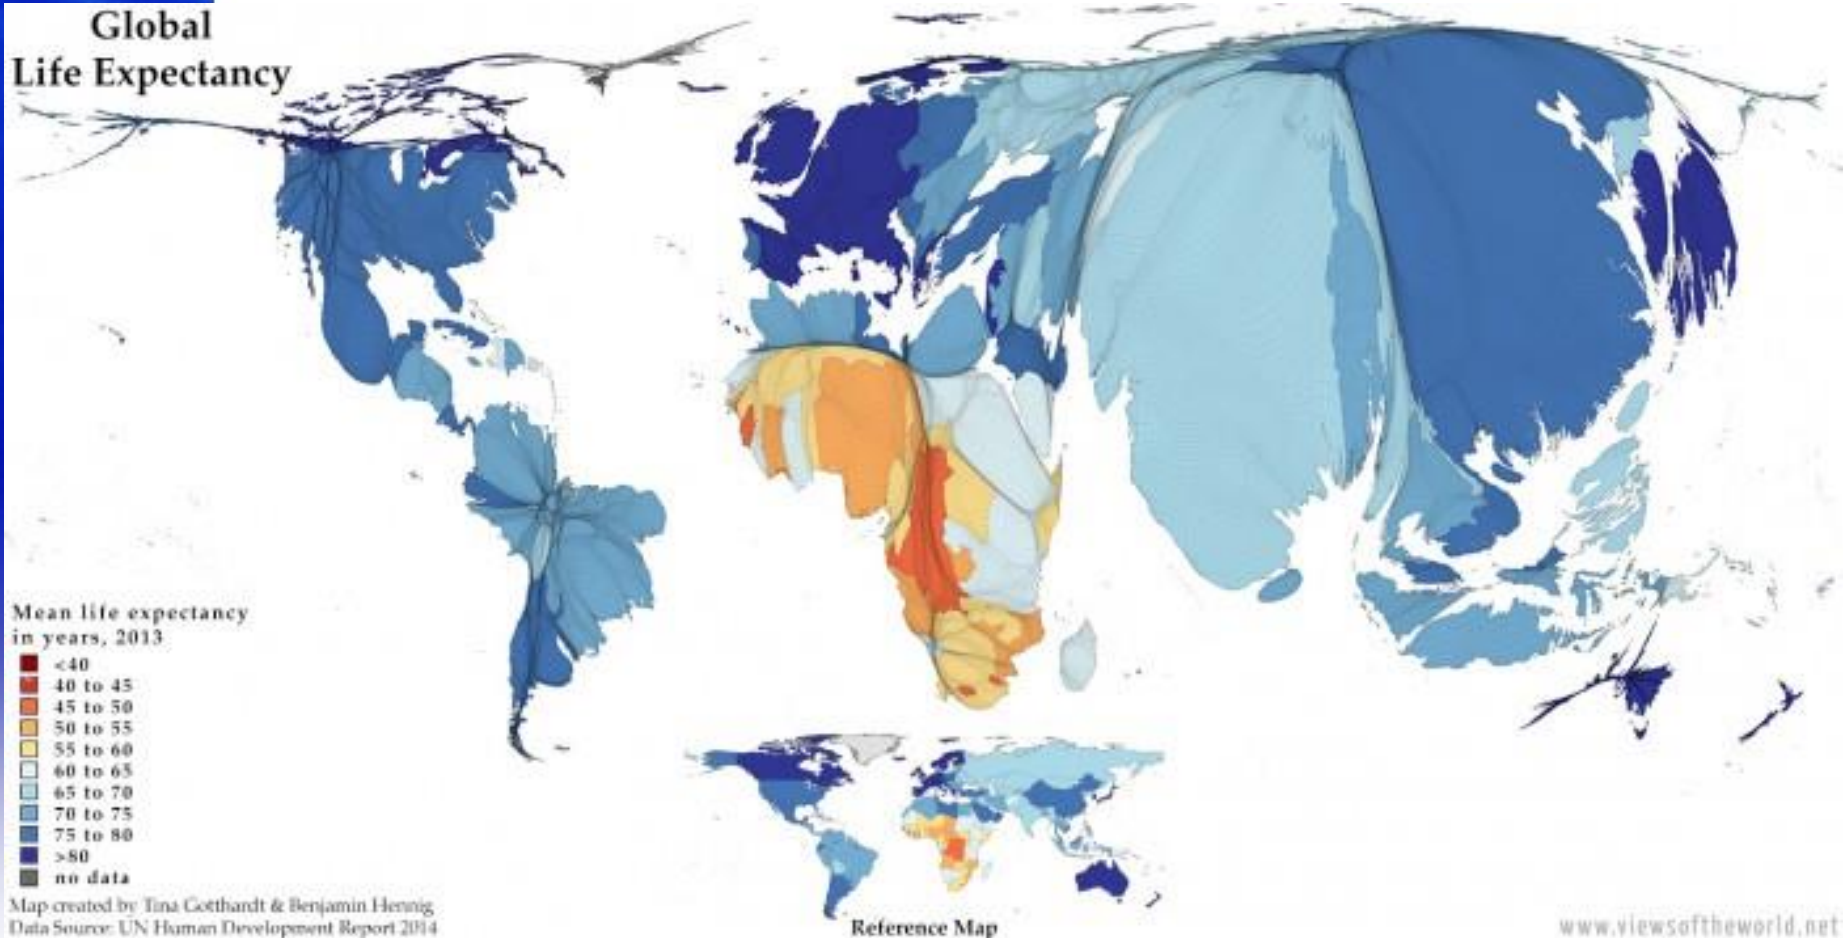 Global
Life Expectancy
Mean life expectancy
in years, 2013
<40
40 to 45
45 to 50
50 to 55
55 to 60
60 to 65
65 to 70
70 to 75
75 to 80
>80
no data
Map created by Tina Gotthardt & Benjamin Hennig
Data Source: UN Human Development Report 2014
Reference Map
www.viewsoftheworld.net